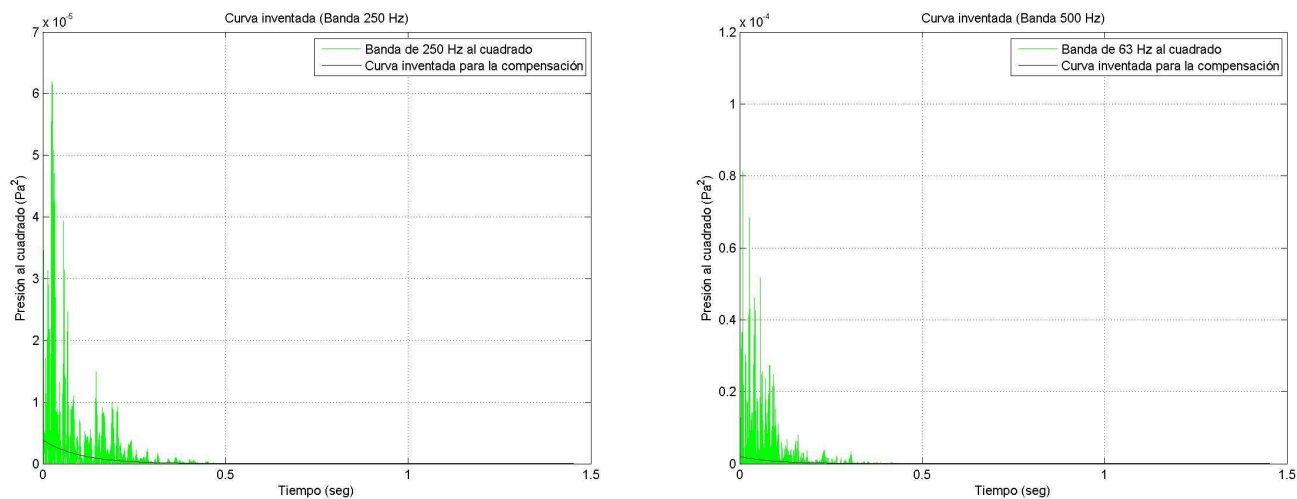 Curva inventada (Banda 250 Hz)
x 10-5
7
6
5
4
3
2
1
0
Presión al cuadrado (Pa2)
Banda de 250 Hz al cuadrado
Curva inventada para la compensación
0
0.5
1
1.5
Tiempo (seg)
Curva inventada (Banda 500 Hz)
x 10-4
1.2
1
0.8
0.6
0.4
0.2
0
Presión al cuadrado (Pa2)
Banda de 63 Hz al cuadrado
Curva inventada para la compensación
0
0.5
1
1.5
Tiempo (seg)